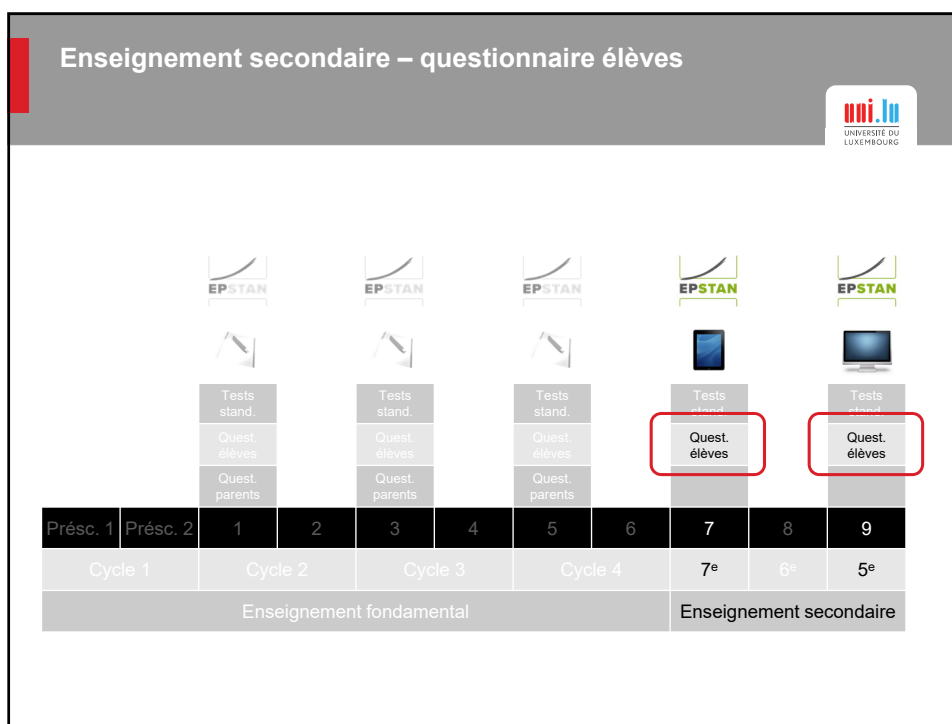 Enseignement secondaire – questionnaire élèves
uni.lu
UNIVERSITÉ DU
LUXEMBOURG
EPSTAN EPSTAN EPSTAN EPSTAN EPSTAN
Tests Tests Tests Tests Tests
stand. stand. stand. stand. stand.
Quest. Quest. Quest. Quest. Quest.
élèves élèves élèves élèves élèves
Quest. Quest. Quest.
parents parents parents
Présc. 1 Présc. 2 1 2 3 4 5 6 7 8 9
Cycle 1 Cycle 2 Cycle 3 Cycle 4 7e 6e 5e
Enseignement fondamental Enseignement secondaire